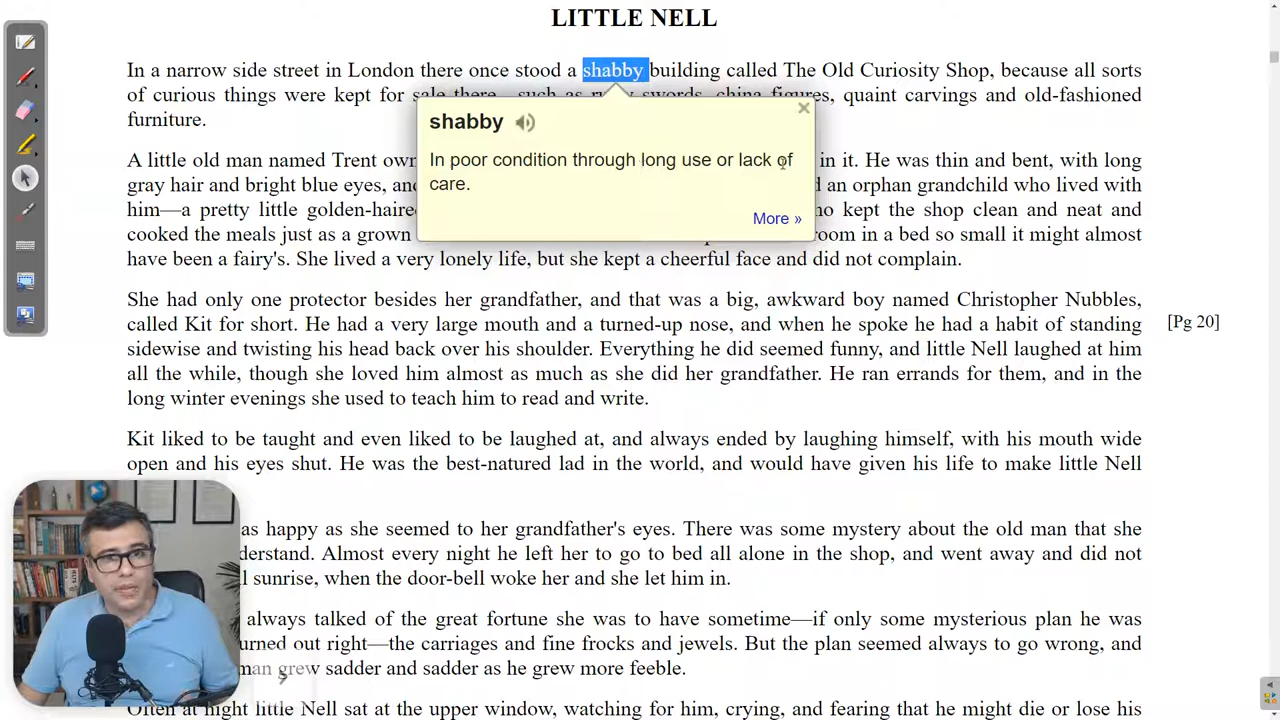 LITTLE NELL
In a narrow side street in London there once stood a shabby building called The Old Curiosity Shop, because all sorts
of curious things were kept for sale there such as rusty swords, china figures, quaint carvings and old-fashioned
furniture.
shabby
In poor condition through long use or lack of
care.
More »
A little old man named Trent own in it. He was thin and bent, with long
gray hair and bright blue eyes, and an orphan grandchild who lived with
him—a pretty little golden-haire who kept the shop clean and neat and
cooked the meals just as a grown room in a bed so small it might almost
have been a fairy's. She lived a very lonely life, but she kept a cheerful face and did not complain.
She had only one protector besides her grandfather, and that was a big, awkward boy named Christopher Nubbles,
called Kit for short. He had a very large mouth and a turned-up nose, and when he spoke he had a habit of standing
[Pg 20]
sidewise and twisting his head back over his shoulder. Everything he did seemed funny, and little Nell laughed at him
all the while, though she loved him almost as much as she did her grandfather. He ran errands for them, and in the
long winter evenings she used to teach him to read and write.
Kit liked to be taught and even liked to be laughed at, and always ended by laughing himself, with his mouth wide
open and his eyes shut. He was the best-natured lad in the world, and would have given his life to make little Nell
as happy as she seemed to her grandfather's eyes. There was some mystery about the old man that she
derstand. Almost every night he left her to go to bed all alone in the shop, and went away and did not
l sunrise, when the door-bell woke her and she let him in.
always talked of the great fortune she was to have sometime—if only some mysterious plan he was
urned out right—the carriages and fine frocks and jewels. But the plan seemed always to go wrong, and
man grew sadder and sadder as he grew more feeble.
Often at night little Nell sat at the upper window, watching for him, crying, and fearing that he might die or lose his